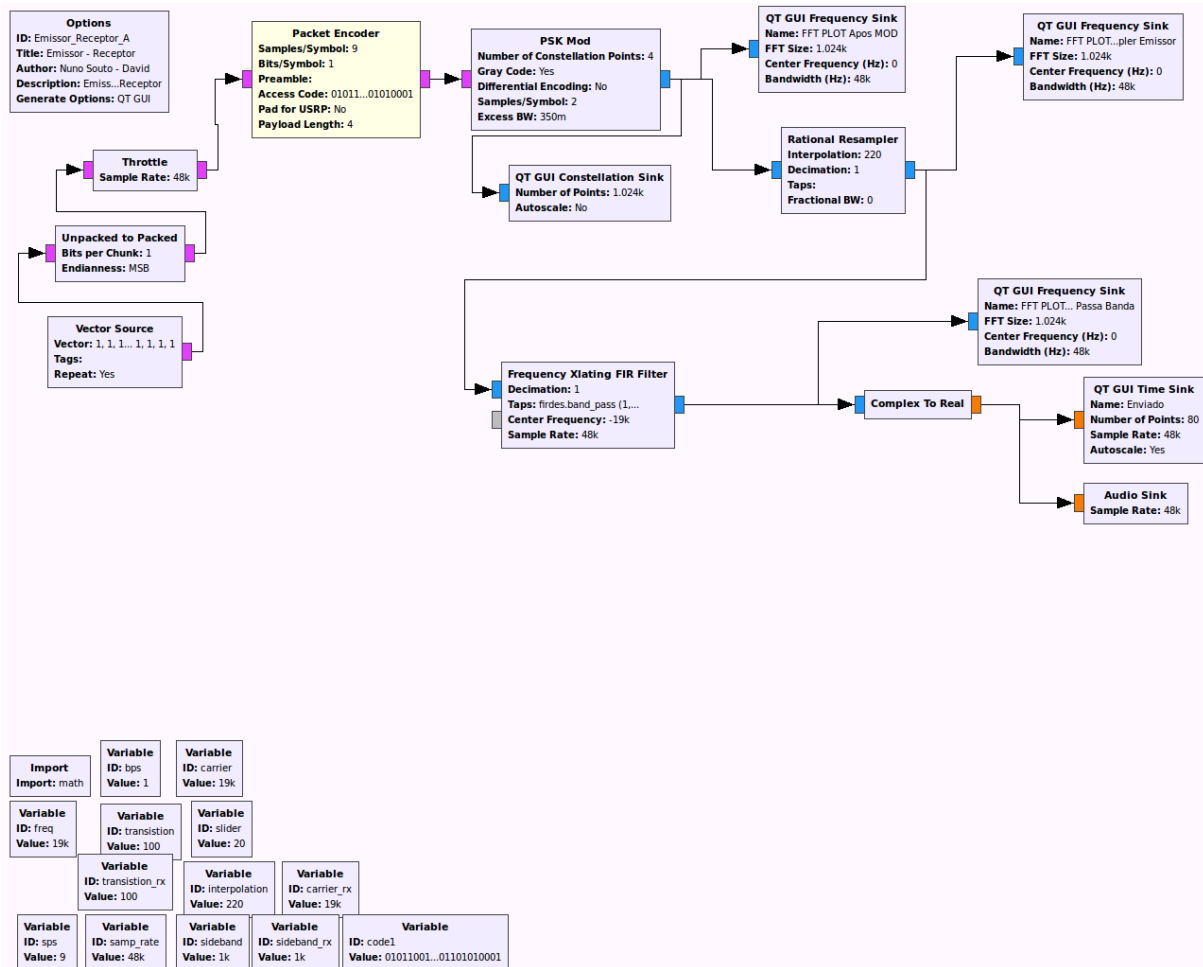 Options
ID: Emissor_Receptor_A
Title: Emissor - Receptor
Author: Nuno Souto - David
Description: Emiss...Receptor
Generate Options: QT GUI
Packet Encoder
Samples/Symbol: 9
Bits/Symbol: 1
Preamble:
Access Code: 01011...01010001
Pad for USRP: No
Payload Length: 4
PSK Mod
Number of Constellation Points: 4
Gray Code: Yes
Differential Encoding: No
Samples/Symbol: 2
Excess BW: 350m
QT GUI Frequency Sink
Name: FFT PLOT Apos MOD
FFT Size: 1.024k
Center Frequency (Hz): 0
Bandwidth (Hz): 48k
QT GUI Frequency Sink
Name: FFT PLOT...pler Emissor
FFT Size: 1.024k
Center Frequency (Hz): 0
Bandwidth (Hz): 48k
Throttle
Sample Rate: 48k
QT GUI Constellation Sink
Number of Points: 1.024k
Autoscale: No
Rational Resampler
Interpolation: 220
Decimation: 1
Taps:
Fractional BW: 0
Unpacked to Packed
Bits per Chunk: 1
Endianness: MSB
Vector Source
Vector: 1, 1, 1... 1, 1, 1, 1
Tags:
Repeat: Yes
QT GUI Frequency Sink
Name: FFT PLOT... Passa Banda
FFT Size: 1.024k
Center Frequency (Hz): 0
Bandwidth (Hz): 48k
Frequency Xlating FIR Filter
Decimation: 1
Taps: firdes.band_pass (1,...
Center Frequency: -19k
Sample Rate: 48k
Complex To Real
QT GUI Time Sink
Name: Enviado
Number of Points: 80
Sample Rate: 48k
Autoscale: Yes
Audio Sink
Sample Rate: 48k
Import
Import: math
Variable
ID: bps
Value: 1
Variable
ID: carrier
Value: 19k
Variable
ID: freq
Value: 19k
Variable
ID: transistion
Value: 100
Variable
ID: slider
Value: 20
Variable
ID: transistion_rx
Value: 100
Variable
ID: interpolation
Value: 220
Variable
ID: carrier_rx
Value: 19k
Variable
ID: sps
Value: 9
Variable
ID: samp_rate
Value: 48k
Variable
ID: sideband
Value: 1k
Variable
ID: sideband_rx
Value: 1k
Variable
ID: code1
Value: 01011001...01101010001